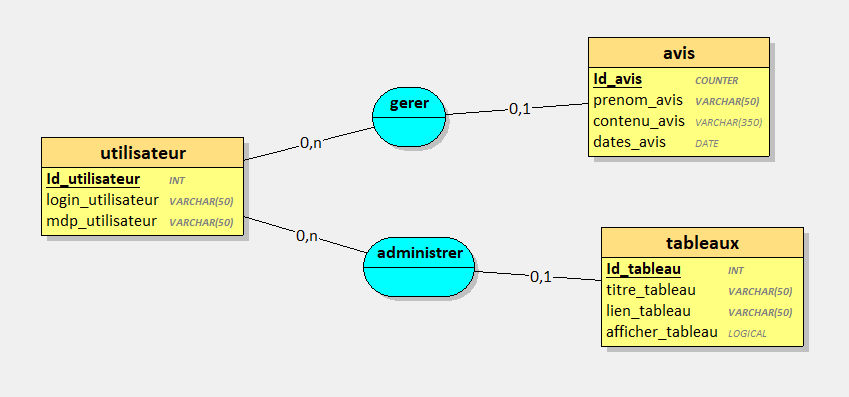 avis
Id_avis COUNTER
prenom_avis VARCHAR(50)
contenu_avis VARCHAR(350)
dates_avis DATE
gerer
0,1
0,n
utilisateur
Id_utilisateur INT
login_utilisateur VARCHAR(50)
mdp_utilisateur VARCHAR(50)
0,n
administrer
0,1
tableaux
Id_tableau INT
titre_tableau VARCHAR(50)
lien_tableau VARCHAR(50)
afficher_tableau LOGICAL